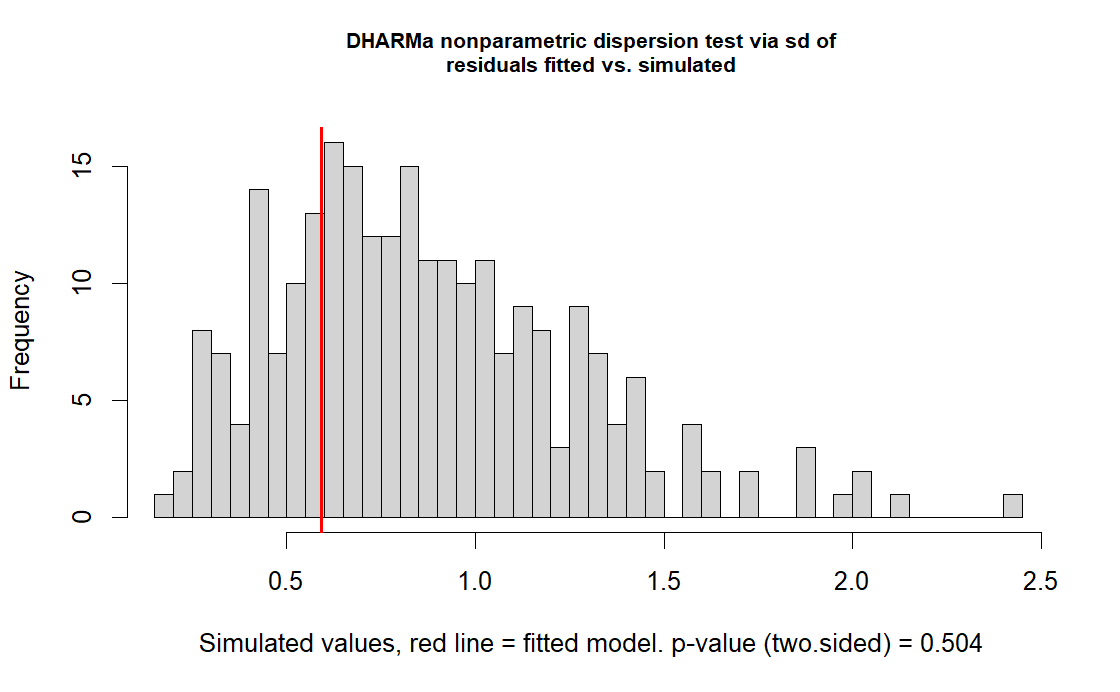 DHARMa nonparametric dispersion test via sd of
residuals fitted vs. simulated
Frequency
15
10
5
0
0.5 1.0 1.5 2.0 2.5
Simulated values, red line = fitted model. p-value (two.sided) = 0.504